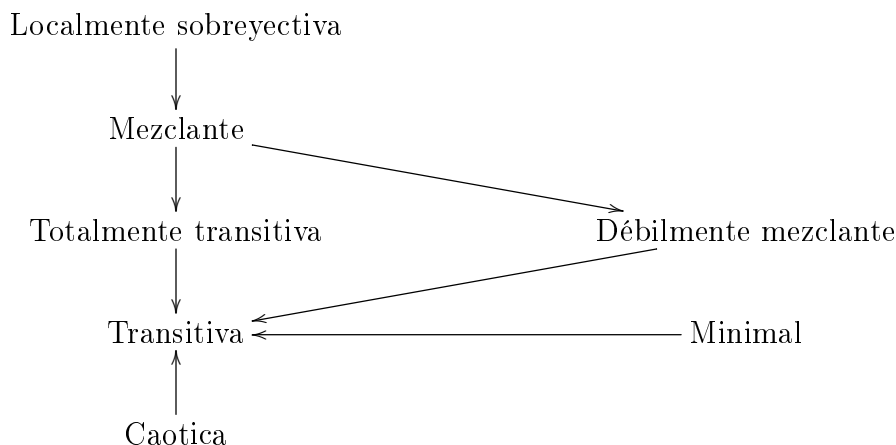 Localmente sobreyectiva
Mezclante
Totalmente transitiva
Débilmente mezclante
Transitiva
Minimal
Caotica